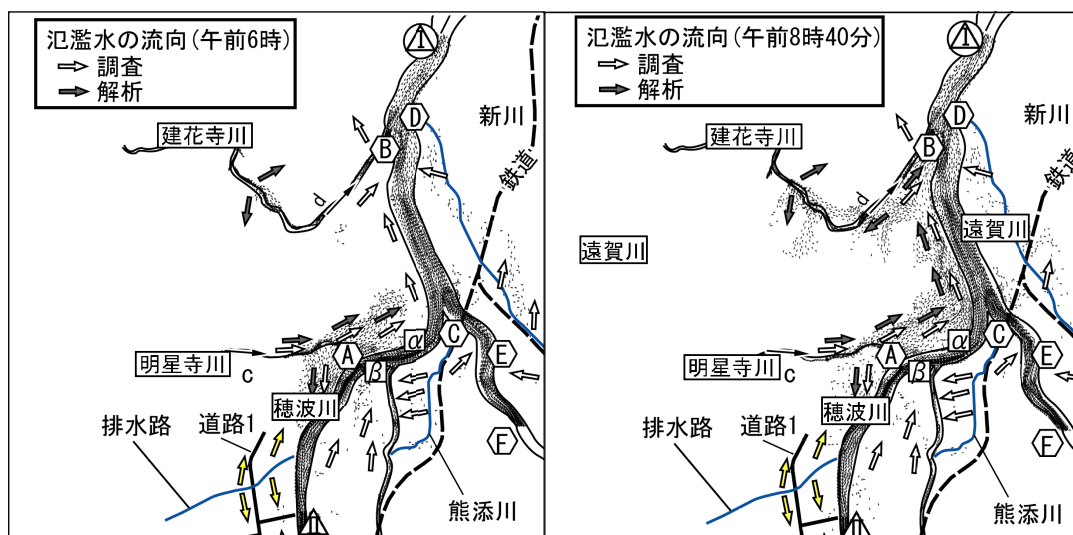 氾濫水の流向(午前6時)
調査
解析
Ⅰ
D
新川
建花寺川
B
鉄道
d
C
α
A
E
明星寺川
c
β
穂波川
排水路
道路1
F
熊添川
Ⅱ
氾濫水の流向(午前8時40分)
調査
解析
Ⅰ
D
新川
建花寺川
B
鉄道
d
遠賀川
遠賀川
C
α
A
E
明星寺川
c
β
穂波川
排水路
道路1
F
熊添川
Ⅱ